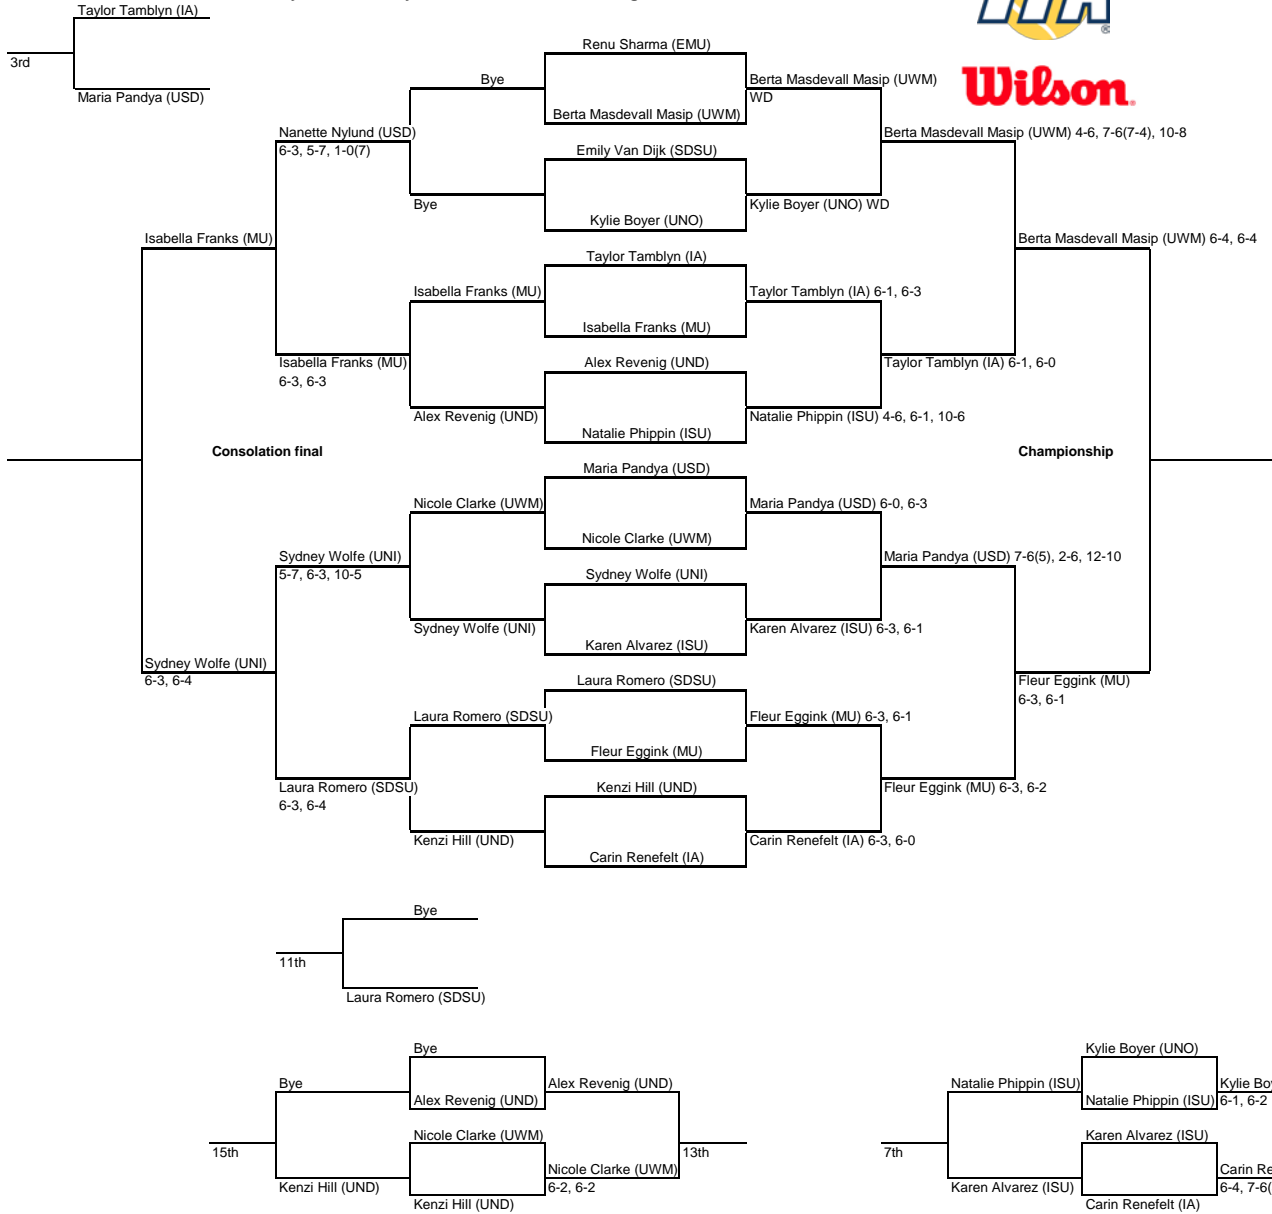 Taylor Tamblyn (IA)
3rd
Maria Pandya (USD)
ITA
®
Wilson.
Renu Sharma (EMU)
Bye
Berta Masdevall Masip (UWM)
WD
Berta Masdevall Masip (UWM)
Nanette Nylund (USD)
6-3, 5-7, 1-0(7)
Berta Masdevall Masip (UWM) 4-6, 7-6(7-4), 10-8
Emily Van Dijk (SDSU)
Bye
Kylie Boyer (UNO) WD
Kylie Boyer (UNO)
Isabella Franks (MU)
Berta Masdevall Masip (UWM) 6-4, 6-4
Taylor Tamblyn (IA)
Isabella Franks (MU)
Taylor Tamblyn (IA) 6-1, 6-3
Isabella Franks (MU)
Isabella Franks (MU)
6-3, 6-3
Alex Revenig (UND)
Taylor Tamblyn (IA) 6-1, 6-0
Alex Revenig (UND)
Natalie Phippin (ISU) 4-6, 6-1, 10-6
Natalie Phippin (ISU)
Consolation final
Championship
Maria Pandya (USD)
Nicole Clarke (UWM)
Maria Pandya (USD) 6-0, 6-3
Nicole Clarke (UWM)
Sydney Wolfe (UNI)
5-7, 6-3, 10-5
Maria Pandya (USD) 7-6(5), 2-6, 12-10
Sydney Wolfe (UNI)
Sydney Wolfe (UNI)
Karen Alvarez (ISU) 6-3, 6-1
Karen Alvarez (ISU)
Sydney Wolfe (UNI)
6-3, 6-4
Fleur Eggink (MU)
6-3, 6-1
Laura Romero (SDSU)
Laura Romero (SDSU)
Fleur Eggink (MU) 6-3, 6-1
Fleur Eggink (MU)
Laura Romero (SDSU)
6-3, 6-4
Kenzi Hill (UND)
Fleur Eggink (MU) 6-3, 6-2
Kenzi Hill (UND)
Carin Renefelt (IA) 6-3, 6-0
Carin Renefelt (IA)
Bye
11th
Laura Romero (SDSU)
Bye
Bye
Alex Revenig (UND)
Alex Revenig (UND)
Nicole Clarke (UWM)
15th
13th
Nicole Clarke (UWM)
6-2, 6-2
Kenzi Hill (UND)
Kenzi Hill (UND)
Kylie Boyer (UNO)
Natalie Phippin (ISU)
Kylie Bo
Natalie Phippin (ISU)
6-1, 6-2
Karen Alvarez (ISU)
7th
Carin Re
Karen Alvarez (ISU)
6-4, 7-6(
Carin Renefelt (IA)